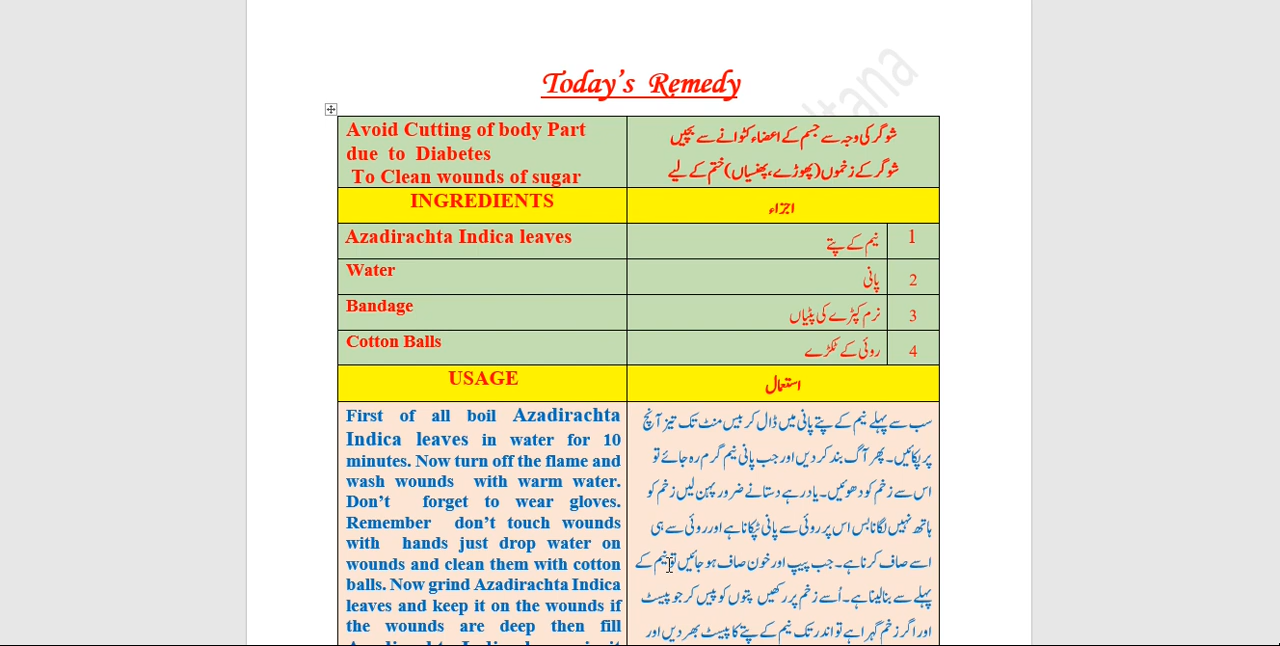 Today's Remedy
Avoid Cutting of body Part
due to Diabetes
To Clean wounds of sugar
شوگر کی وجہ سے جسم کے اعضاء کٹوانے سے بچیں
شوگر کے زخموں(پھوڑے،پھنسیاں)ختم کے لیے
INGREDIENTS
اجزاء
Azadirachta Indica leaves
نیم کے پتے
1
Water
پانی
2
Bandage
نرم کپڑے کی پٹیاں
3
Cotton Balls
روئی کے ٹکڑے
4
USAGE
استعمال
First of all boil Azadirachta
Indica leaves in water for 10
minutes. Now turn off the flame and
wash wounds with warm water.
Don't forget to wear gloves.
Remember don't touch wounds
with hands just drop water on
wounds and clean them with cotton
balls. Now grind Azadirachta Indica
leaves and keep it on the wounds if
the wounds are deep then fill
سب سے پہلے نیم کے پتے پانی میں ڈال کر بیس منٹ تک تیز آنچ
پر پکائیں۔ پھر آگ بند کر دیں اور جب پانی نیم گرم رہ جائے تو
اس سے زخم کو دھوئیں۔ یاد رہے دستانے ضرور پہن لیں زخم کو
ہاتھ نہیں لگانا بس اس پر روئی سے پانی ٹپکانا ہے اور روئی سے ہی
اسے صاف کرنا ہے۔ جب پیپ اور خون صاف ہو جائیں تو نیم کے
پہلے سے بنا لینا ہے۔ اُسے زخم پر رکھیں پتوں کو پیس کر جو پیسٹ
اور اگر زخم گہرا ہے تو اندر تک نیم کے پتے کا پیسٹ بھر دیں اور